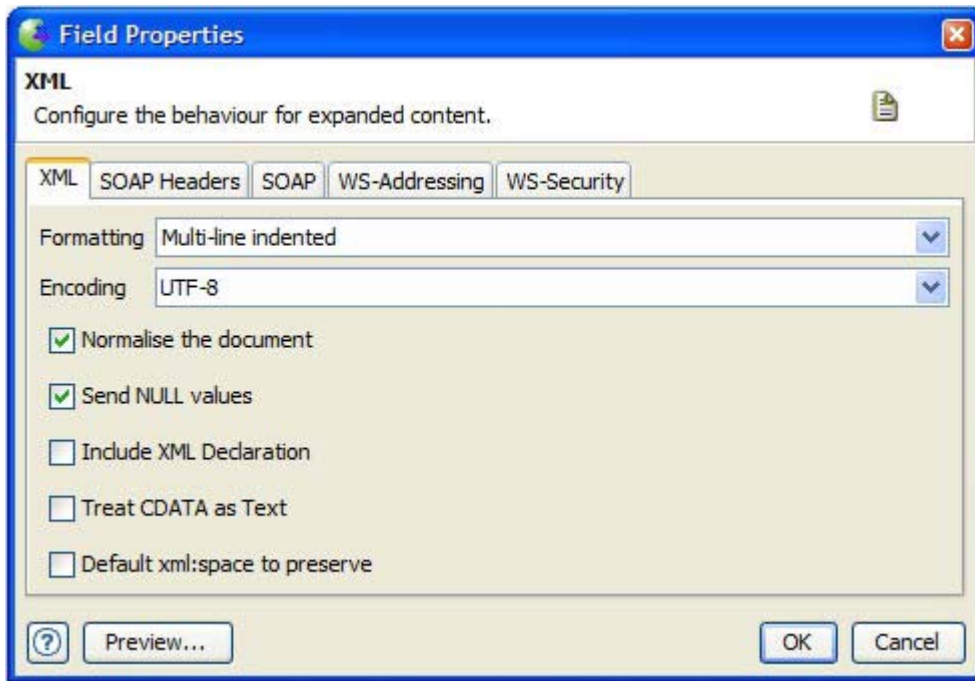 Field Properties
XML
Configure the behaviour for expanded content.
XML SOAP Headers SOAP WS-Addressing WS-Security
Formatting Multi-line indented
Encoding UTF-8
Normalise the document
Send NULL values
Include XML Declaration
Treat CDATA as Text
Default xml:space to preserve
? Preview... OK Cancel